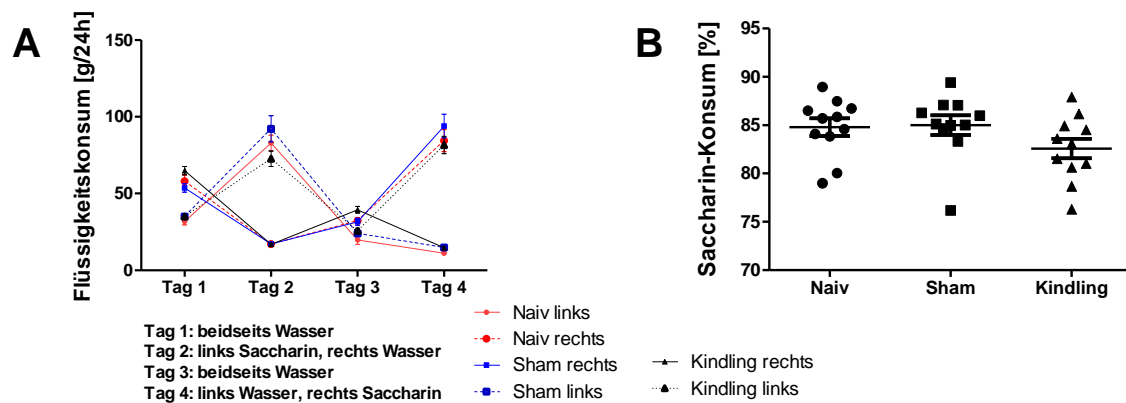 A
Flüssigkeitskonsum [g/24h]
150
100
50
0
Tag 1 Tag 2 Tag 3 Tag 4
Tag 1: beidseits Wasser
Tag 2: links Saccharin, rechts Wasser
Tag 3: beidseits Wasser
Tag 4: links Wasser, rechts Saccharin
Naiv links
Naiv rechts
Sham rechts
Sham links
Kindling rechts
Kindling links
B
Saccharin-Konsum [%]
95
90
85
80
75
70
Naiv Sham Kindling